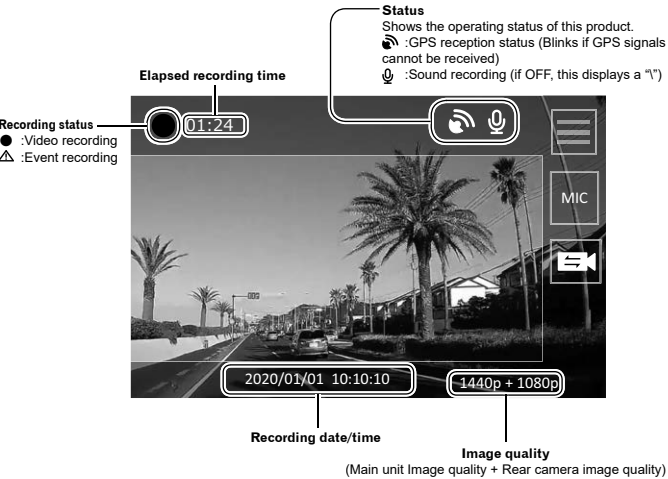 Status
Shows the operating status of this product.
:GPS reception status (Blinks if GPS signals
cannot be received)
:Sound recording (if OFF, this displays a "\")
Elapsed recording time
Recording status
:Video recording
:Event recording
01:24
MIC
2020/01/01 10:10:10
1440p + 1080p
Recording date/time
Image quality
(Main unit Image quality + Rear camera image quality)